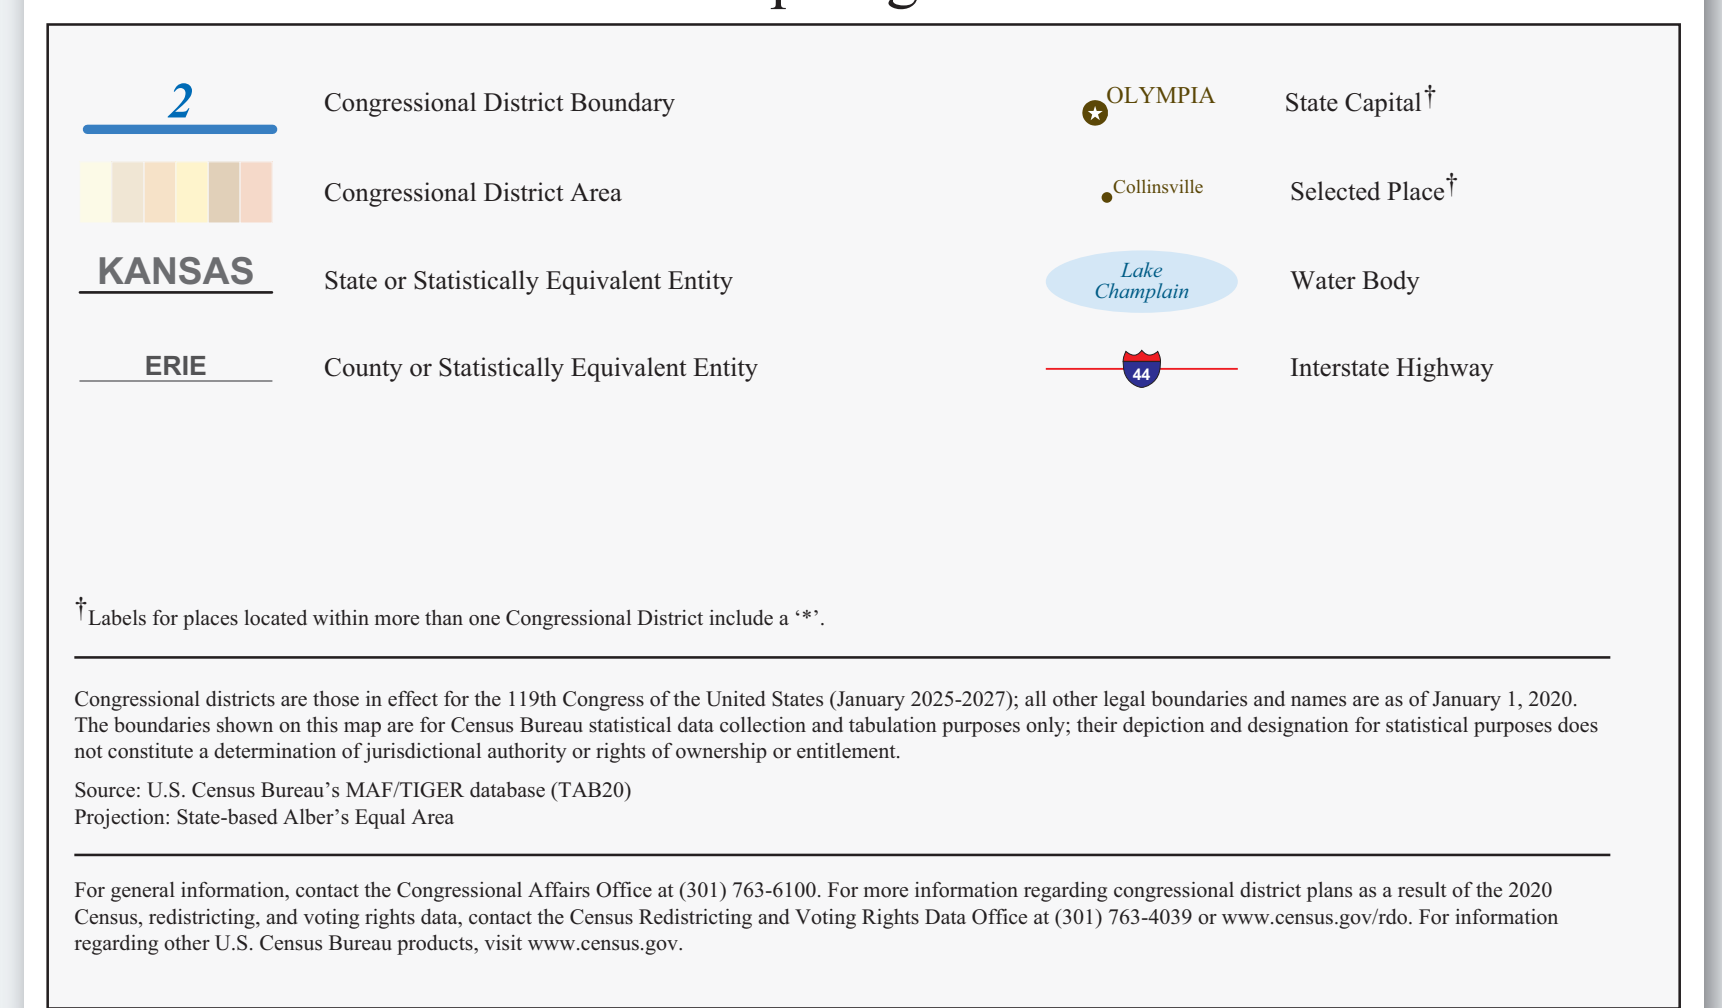 2
Congressional District Boundary
OLYMPIA
State Capital†
Congressional District Area
Collinsville
Selected Place†
KANSAS
State or Statistically Equivalent Entity
Lake
Champlain
Water Body
ERIE
County or Statistically Equivalent Entity
44
Interstate Highway
†Labels for places located within more than one Congressional District include a ‘*’.
Congressional districts are those in effect for the 119th Congress of the United States (January 2025-2027); all other legal boundaries and names are as of January 1, 2020.
The boundaries shown on this map are for Census Bureau statistical data collection and tabulation purposes only; their depiction and designation for statistical purposes does
not constitute a determination of jurisdictional authority or rights of ownership or entitlement.
Source: U.S. Census Bureau’s MAF/TIGER database (TAB20)
Projection: State-based Alber’s Equal Area
For general information, contact the Congressional Affairs Office at (301) 763-6100. For more information regarding congressional district plans as a result of the 2020
Census, redistricting, and voting rights data, contact the Census Redistricting and Voting Rights Data Office at (301) 763-4039 or www.census.gov/rdo. For information
regarding other U.S. Census Bureau products, visit www.census.gov.